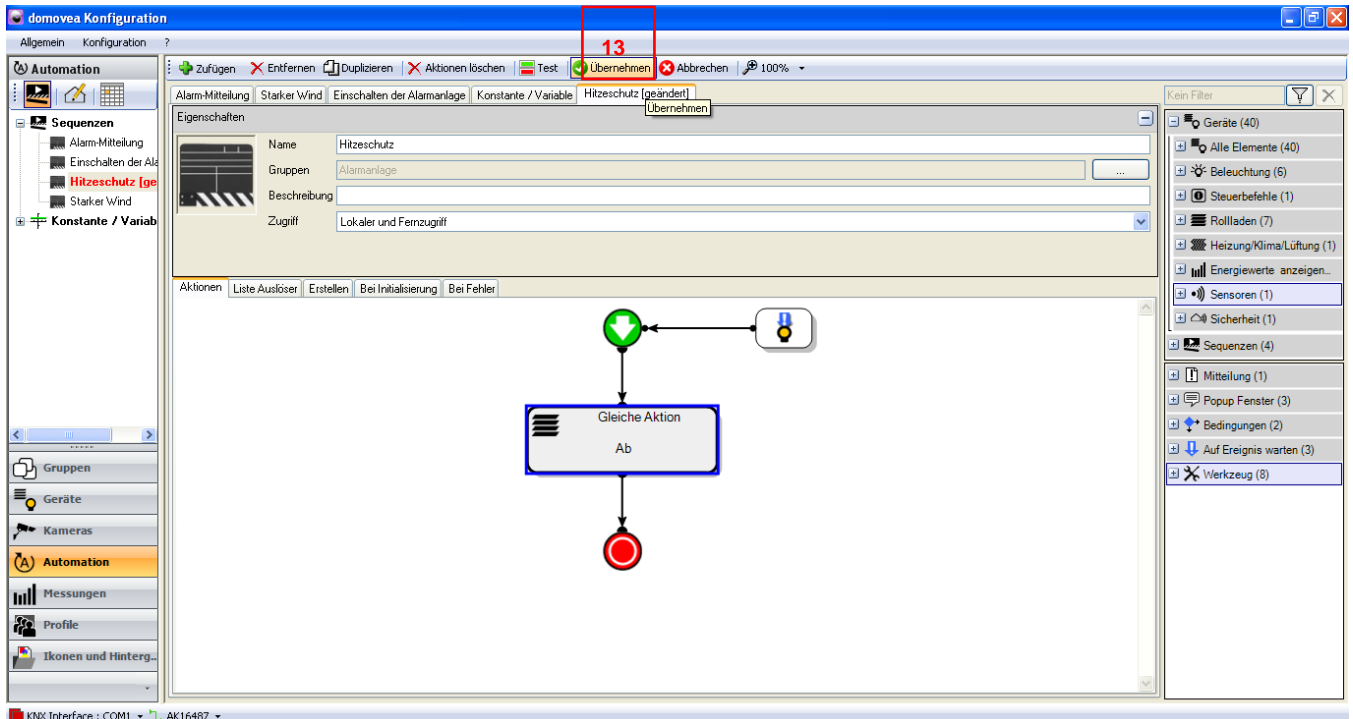 domovea Konfiguration
Allgemein Konfiguration ?
13
Automation
Zufügen Entfernen Duplizieren Aktionen löschen Test Übernehmen Abbrechen 100%
Alarm-Mitteilung Starker Wind Einschalten der Alarmanlage Konstante / Variable Hitzeschutz [geändert]
Übernehmen
Sequenzen
Alarm-Mitteilung
Einschalten der Ala
Hitzeschutz [ge
Starker Wind
Konstante / Variab
Eigenschaften
Name Hitzeschutz
Gruppen Alarmanlage ...
Beschreibung
Zugriff Lokaler und Fernzugriff
Aktionen Liste Auslöser Erstellen Bei Initialisierung Bei Fehler
Gleiche Aktion
Ab
Kein Filter
Geräte (40)
Alle Elemente (40)
Beleuchtung (6)
Steuerbefehle (1)
Rollladen (7)
Heizung/Klima/Lüftung (1)
Energiewerte anzeigen...
Sensoren (1)
Sicherheit (1)
Sequenzen (4)
Mitteilung (1)
Popup Fenster (3)
Bedingungen (2)
Auf Ereignis warten (3)
Werkzeug (8)
Gruppen
Geräte
Kameras
Automation
Messungen
Profile
Ikonen und Hinterg...
KNX Interface : COM1 AK16487